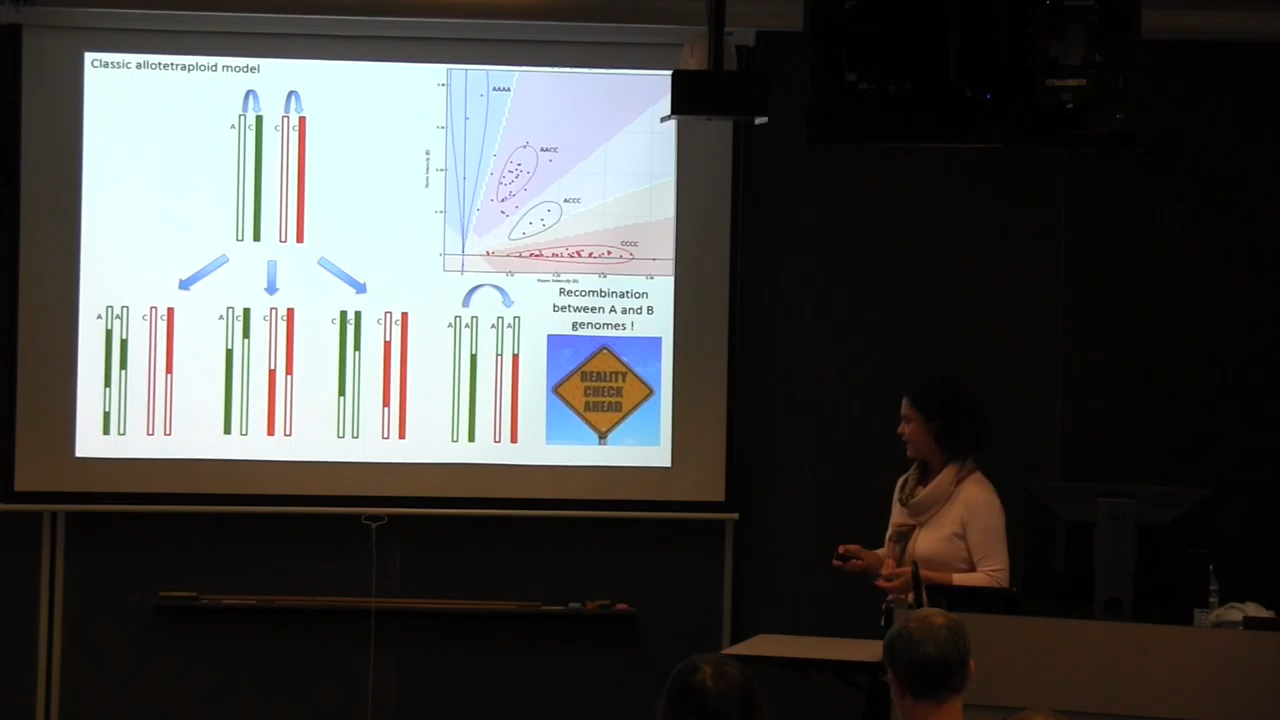 Classic allotetraploid model
A C C C
AAAA
AACC
ACCC
CCCC
A A C C
A C C C
C C C C
A A A A
Recombination
between A and B
genomes !
REALITY
CHECK
AHEAD